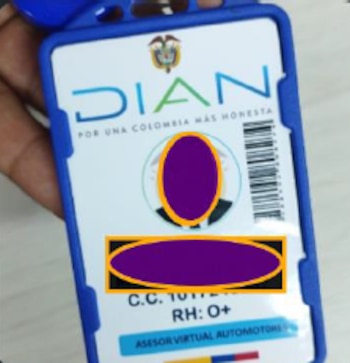 DIAN
POR UNA COLOMBIA MÁS HONESTA
C.C.
RH: O+
ASESOR VIRTUAL AUTOMOTORES